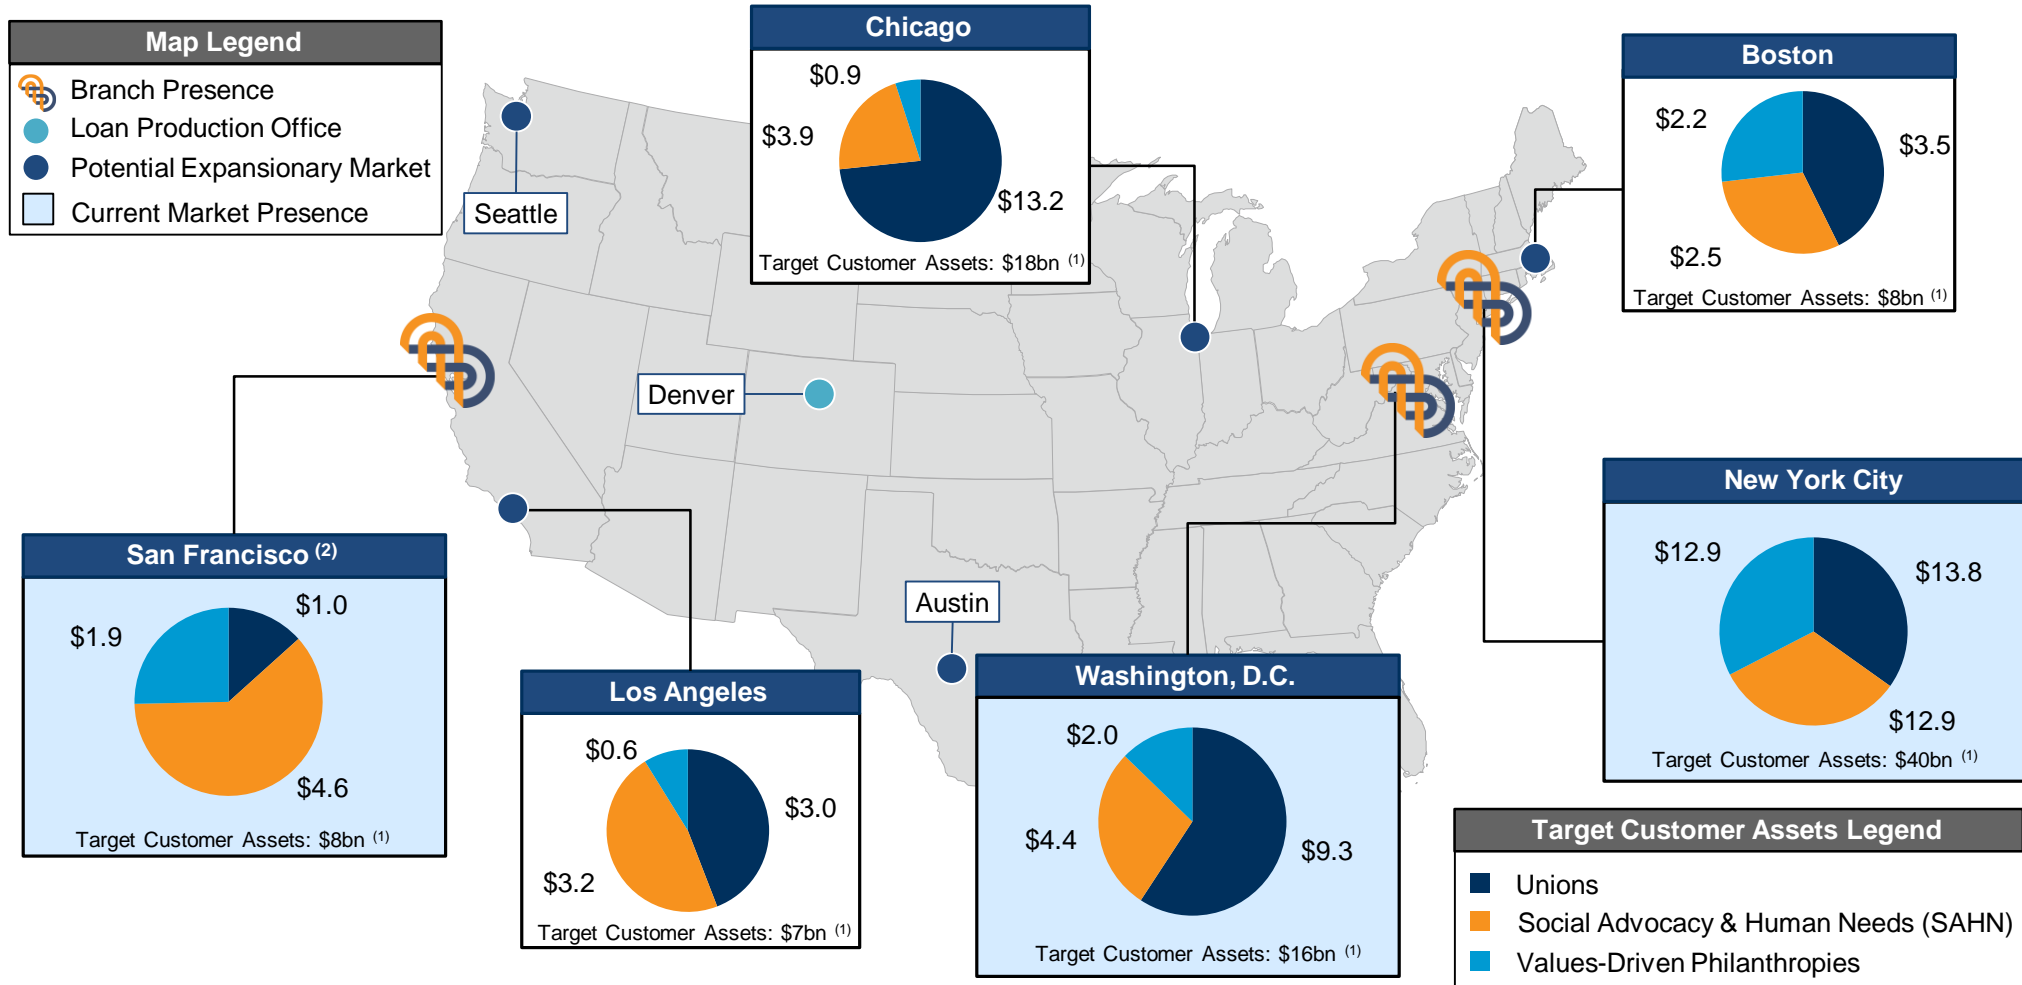 Map Legend
Branch Presence
Loan Production Office
Potential Expansionary Market
Current Market Presence
Seattle
Chicago
$0.9
$3.9
$13.2
Target Customer Assets: $18bn (1)
Boston
$2.2
$3.5
$2.5
Target Customer Assets: $8bn (1)
Denver
Austin
San Francisco (2)
$1.0
$1.9
$4.6
Target Customer Assets: $8bn (1)
Los Angeles
$0.6
$3.0
$3.2
Target Customer Assets: $7bn (1)
Washington, D.C.
$2.0
$4.4
$9.3
Target Customer Assets: $16bn (1)
New York City
$12.9
$13.8
$12.9
Target Customer Assets: $40bn (1)
Target Customer Assets Legend
Unions
Social Advocacy & Human Needs (SAHN)
Values-Driven Philanthropies